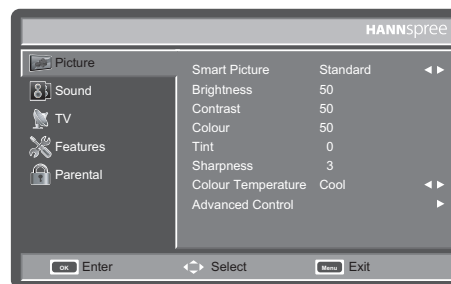 HANNspree
Picture
Sound
TV
Features
Parental
Smart Picture Standard
Brightness 50
Contrast 50
Colour 50
Tint 0
Sharpness 3
Colour Temperature Cool
Advanced Control
OK Enter Select Menu Exit